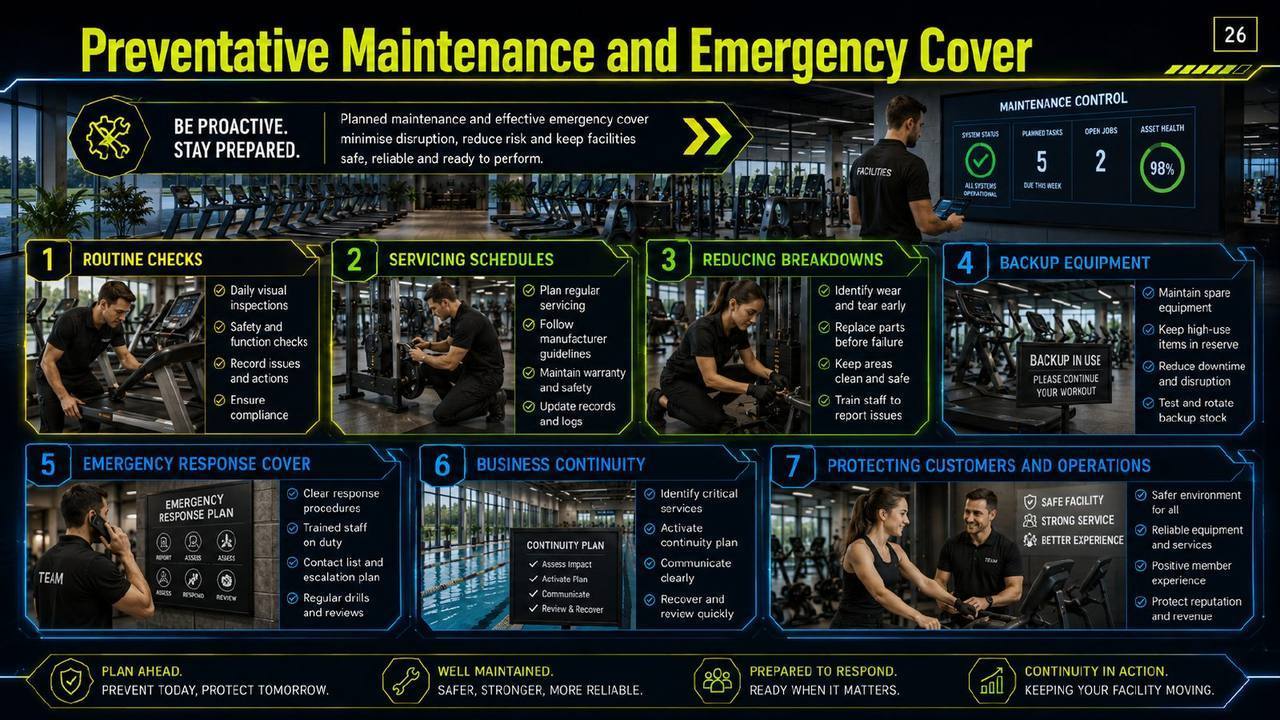 Preventative Maintenance and Emergency Cover
26
BE PROACTIVE.
STAY PREPARED.
Planned maintenance and effective emergency cover
minimise disruption, reduce risk and keep facilities
safe, reliable and ready to perform.
FACILITIES
MAINTENANCE CONTROL
SYSTEM STATUS
ALL SYSTEMS
OPERATIONAL
PLANNED TASKS
5
DUE THIS WEEK
OPEN JOBS
2
ASSET HEALTH
98%
1
ROUTINE CHECKS
Daily visual
inspections
Safety and
function checks
Record issues
and actions
Ensure
compliance
2
SERVICING SCHEDULES
Plan regular
servicing
Follow
manufacturer
guidelines
Maintain warranty
and safety
Update records
and logs
3
REDUCING BREAKDOWNS
Identify wear
and tear early
Replace parts
before failure
Keep areas
clean and safe
Train staff to
report issues
4
BACKUP EQUIPMENT
BACKUP IN USE
PLEASE CONTINUE
YOUR WORKOUT
Maintain spare
equipment
Keep high-use
items in reserve
Reduce downtime
and disruption
Test and rotate
backup stock
5
EMERGENCY RESPONSE COVER
TEAM
EMERGENCY
RESPONSE PLAN
REPORT
ASSESS
ASSESS
ASSESS
RESPOND
REVIEW
Clear response
procedures
Trained staff
on duty
Contact list and
escalation plan
Regular drills
and reviews
6
BUSINESS CONTINUITY
CONTINUITY PLAN
Assess Impact
Activate Plan
Communicate
Review & Recover
Identify critical
services
Activate
continuity plan
Communicate
clearly
Recover and
review quickly
7
PROTECTING CUSTOMERS AND OPERATIONS
TEAM
SAFE FACILITY
STRONG SERVICE
BETTER EXPERIENCE
Safer environment
for all
Reliable equipment
and services
Positive member
experience
Protect reputation
and revenue
PLAN AHEAD.
PREVENT TODAY, PROTECT TOMORROW.
WELL MAINTAINED.
SAFER, STRONGER, MORE RELIABLE.
PREPARED TO RESPOND.
READY WHEN IT MATTERS.
CONTINUITY IN ACTION.
KEEPING YOUR FACILITY MOVING.